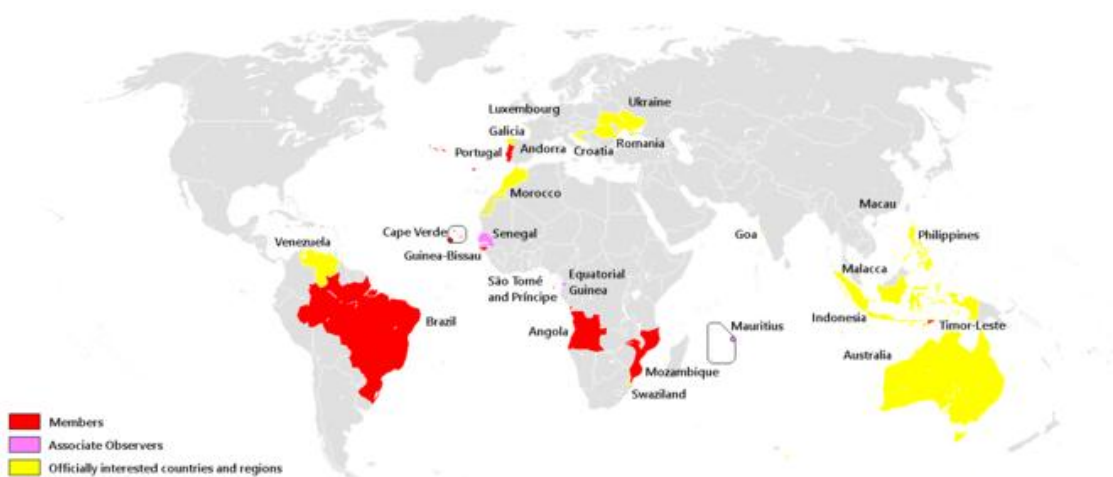 Ukraine
Luxembourg
Galicia
Romania
Portugal
Andorra
Croatia
Morocco
Macau
Cape Verde
Senegal
Goa
Philippines
Venezuela
Guinea-Bissau
Malacca
São Tomé
and Príncipe
Equatorial
Guinea
Brazil
Angola
Mauritius
Indonesia
Timor-Leste
Australia
Mozambique
Swaziland
Members
Associate Observers
Officially interested countries and regions